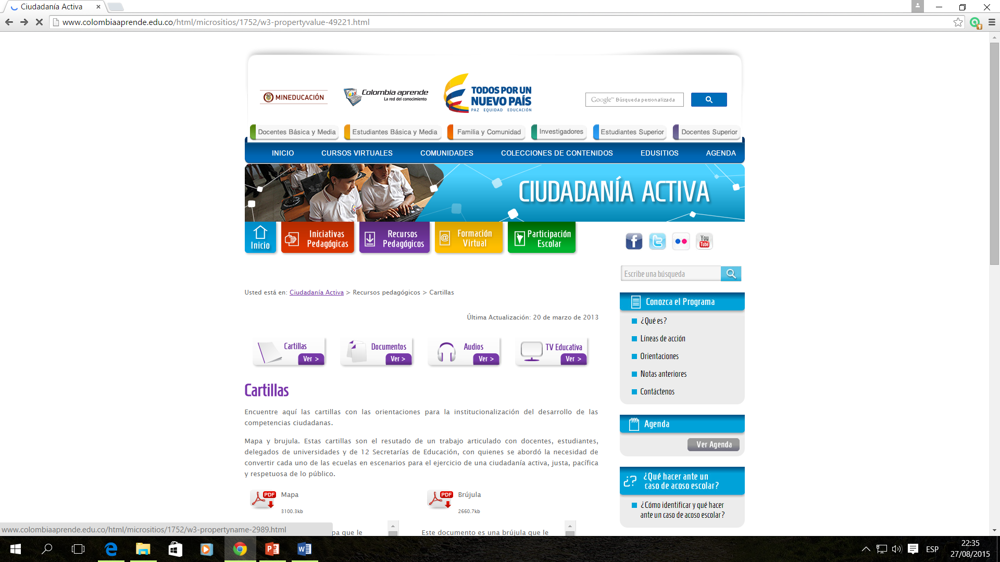 Ciudadanía Activa
www.colombiaaprende.edu.co/html/micrositios/1752/w3-propertyvalue-49221.html
MINEDUCACIÓN
Colombia aprende
La red del conocimiento
TODOS POR UN
NUEVO PAÍS
PAZ EQUIDAD EDUCACIÓN
Google™ Búsqueda personalizada
Docentes Básica y Media
Estudiantes Básica y Media
Familia y Comunidad
Investigadores
Estudiantes Superior
Docentes Superior
INICIO
CURSOS VIRTUALES
COMUNIDADES
COLECCIONES DE CONTENIDOS
EDUSITIOS
AGENDA
CIUDADANÍA ACTIVA
Inicio
Iniciativas
Pedagógicas
Recursos
Pedagógicos
Formación
Virtual
Participación
Escolar
You
Tube
Escribe una búsqueda
Usted está en: Ciudadanía Activa > Recursos pedagógicos > Cartillas
Última Actualización: 20 de marzo de 2013
Cartillas
Ver >
Documentos
Ver >
Audios
Ver >
TV Educativa
Ver >
Cartillas
Encuentre aquí las cartillas con las orientaciones para la institucionalización del desarrollo de las
competencias ciudadanas.
Mapa y brujula. Estas cartillas son el resutado de un trabajo articulado con docentes, estudiantes,
delegados de universidades y de 12 Secretarías de Educación, con quienes se abordó la necesidad de
convertir cada uno de las ecuelas en escenarios para el ejercicio de una ciudadanía activa, justa, pacífica
y respetuosa de lo público.
PDF
Mapa
3100.3kb
PDF
Brújula
2660.7kb
pa que le
Este documento es una brújula que le
Conozca el Programa
¿Qué es?
Líneas de acción
Orientaciones
Notas anteriores
Contáctenos
Agenda
Ver Agenda
¿?
¿Qué hacer ante un
caso de acoso escolar?
¿Cómo identificar y qué hacer
ante un caso de acoso escolar?
www.colombiaaprende.edu.co/html/micrositios/1752/w3-propertyname-2989.html
ESP
22:35
27/08/2015